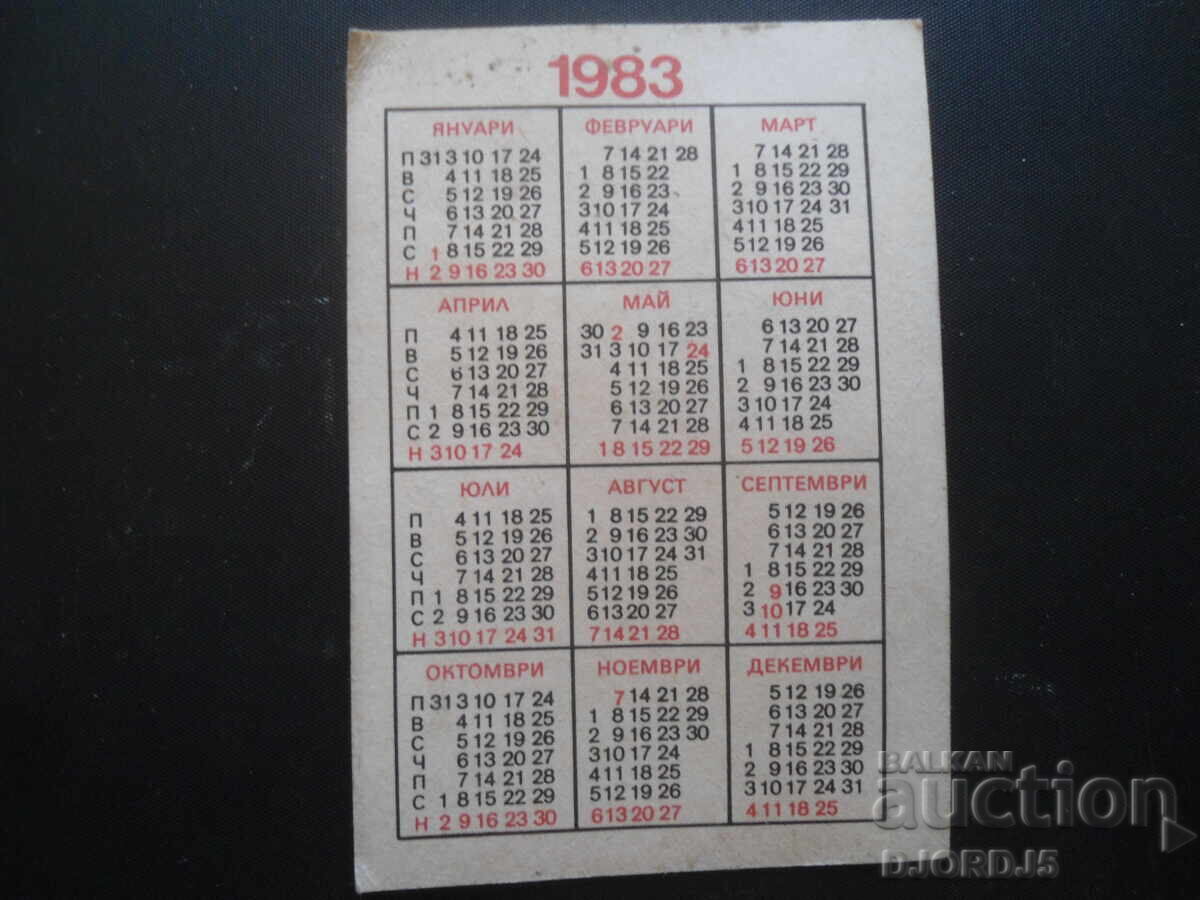 1983
ЯНУАРИ
П 31 3 10 17 24
В 4 11 18 25
С 5 12 19 26
Ч 6 13 20 27
П 7 14 21 28
С 1 8 15 22 29
Н 2 9 16 23 30
ФЕВРУАРИ
7 14 21 28
1 8 15 22
2 9 16 23
3 10 17 24
4 11 18 25
5 12 19 26
6 13 20 27
МАРТ
7 14 21 28
1 8 15 22 29
2 9 16 23 30
3 10 17 24 31
4 11 18 25
5 12 19 26
6 13 20 27
АПРИЛ
П 4 11 18 25
В 5 12 19 26
С 6 13 20 27
Ч 7 14 21 28
П 1 8 15 22 29
С 2 9 16 23 30
Н 3 10 17 24
МАЙ
30 2 9 16 23
31 3 10 17 24
4 11 18 25
5 12 19 26
6 13 20 27
7 14 21 28
1 8 15 22 29
ЮНИ
6 13 20 27
7 14 21 28
1 8 15 22 29
2 9 16 23 30
3 10 17 24
4 11 18 25
5 12 19 26
ЮЛИ
П 4 11 18 25
В 5 12 19 26
С 6 13 20 27
Ч 7 14 21 28
П 1 8 15 22 29
С 2 9 16 23 30
Н 3 10 17 24 31
АВГУСТ
1 8 15 22 29
2 9 16 23 30
3 10 17 24 31
4 11 18 25
5 12 19 26
6 13 20 27
7 14 21 28
СЕПТЕМВРИ
5 12 19 26
6 13 20 27
7 14 21 28
1 8 15 22 29
2 9 16 23 30
3 10 17 24
4 11 18 25
ОКТОМВРИ
П 31 3 10 17 24
В 4 11 18 25
С 5 12 19 26
Ч 6 13 20 27
П 7 14 21 28
С 1 8 15 22 29
Н 2 9 16 23 30
НОЕМВРИ
7 14 21 28
1 8 15 22 29
2 9 16 23 30
3 10 17 24
4 11 18 25
5 12 19 26
6 13 20 27
ДЕКЕМВРИ
5 12 19 26
6 13 20 27
7 14 21 28
1 8 15 22 29
2 9 16 23 30
3 10 17 24 31
4 11 18 25
BALKAN
auction
DJORDJ5